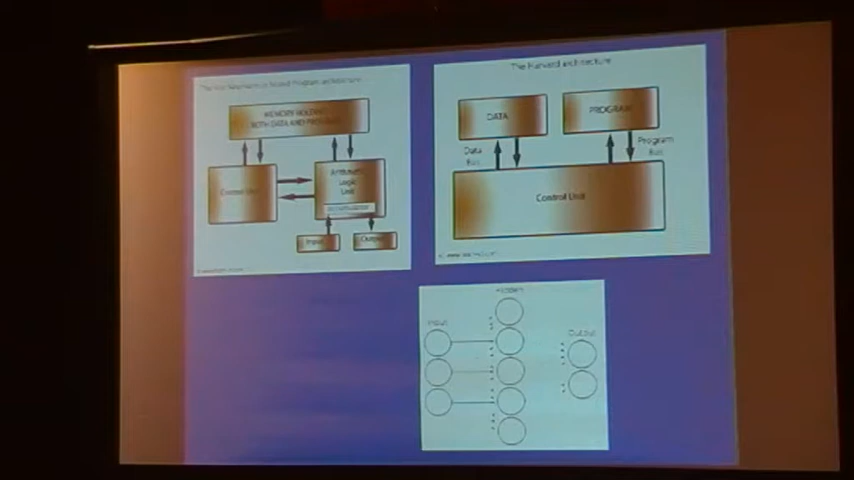 The Von Neumann or Stored Program architecture
MEMORY HOLDING
BOTH DATA AND PROGRAM
Control Unit
Arithmetic
Logic
Unit
Accumulator
Input
Output
The Harvard architecture
DATA
PROGRAM
Data
Bus
Program
Bus
Control Unit
Hidden
Input
Output